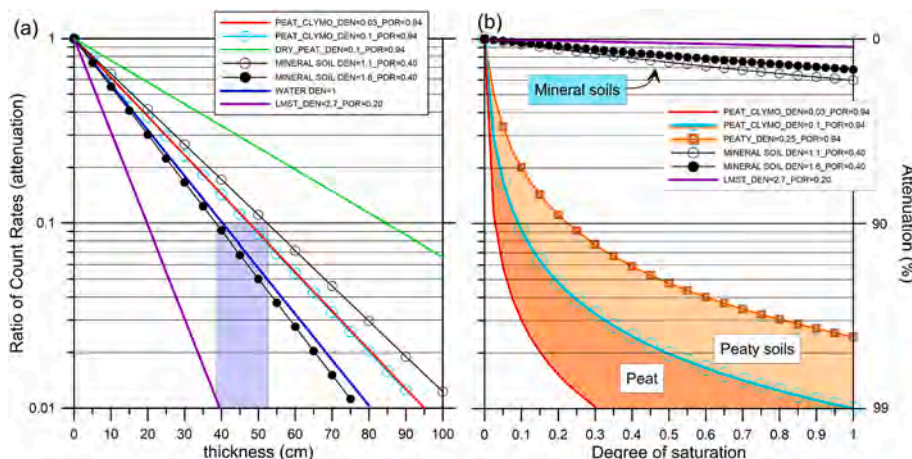 (a)
PEAT_CLYMO_DEN=0.03_POR=0.94
PEAT_CLYMO_DEN=0.1_POR=0.94
DRY_PEAT_DEN=0.1_POR=0.94
MINERAL SOIL DEN=1.1_POR=0.40
MINERAL SOIL DEN=1.6_POR=0.40
WATER DEN=1
LMST_DEN=2.7_POR=0.20
Ratio of Count Rates (attenuation)
1
0.1
0.01
0 10 20 30 40 50 60 70 80 90 100
thickness (cm)
(b)
Mineral soils
PEAT_CLYMO_DEN=0.03_POR=0.94
PEAT_CLYMO_DEN=0.1_POR=0.94
PEATY_DEN=0.25_POR=0.94
MINERAL SOIL DEN=1.1_POR=0.40
MINERAL SOIL DEN=1.6_POR=0.40
LMST_DEN=2.7_POR=0.20
Peaty soils
Peat
0
90
99
Attenuation (%)
0 0.1 0.2 0.3 0.4 0.5 0.6 0.7 0.8 0.9 1
Degree of saturation